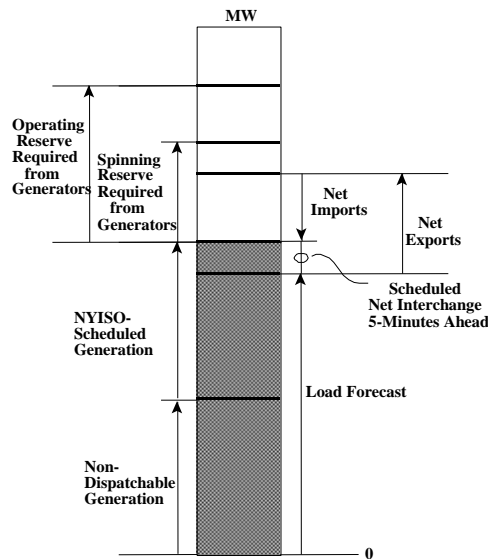 MW
Operating
Reserve
Required
from
Generators
Spinning
Reserve
Required
from
Generators
Net
Imports
Net
Exports
Scheduled
Net Interchange
5-Minutes Ahead
NYISO-
Scheduled
Generation
Load Forecast
Non-
Dispatchable
Generation
0